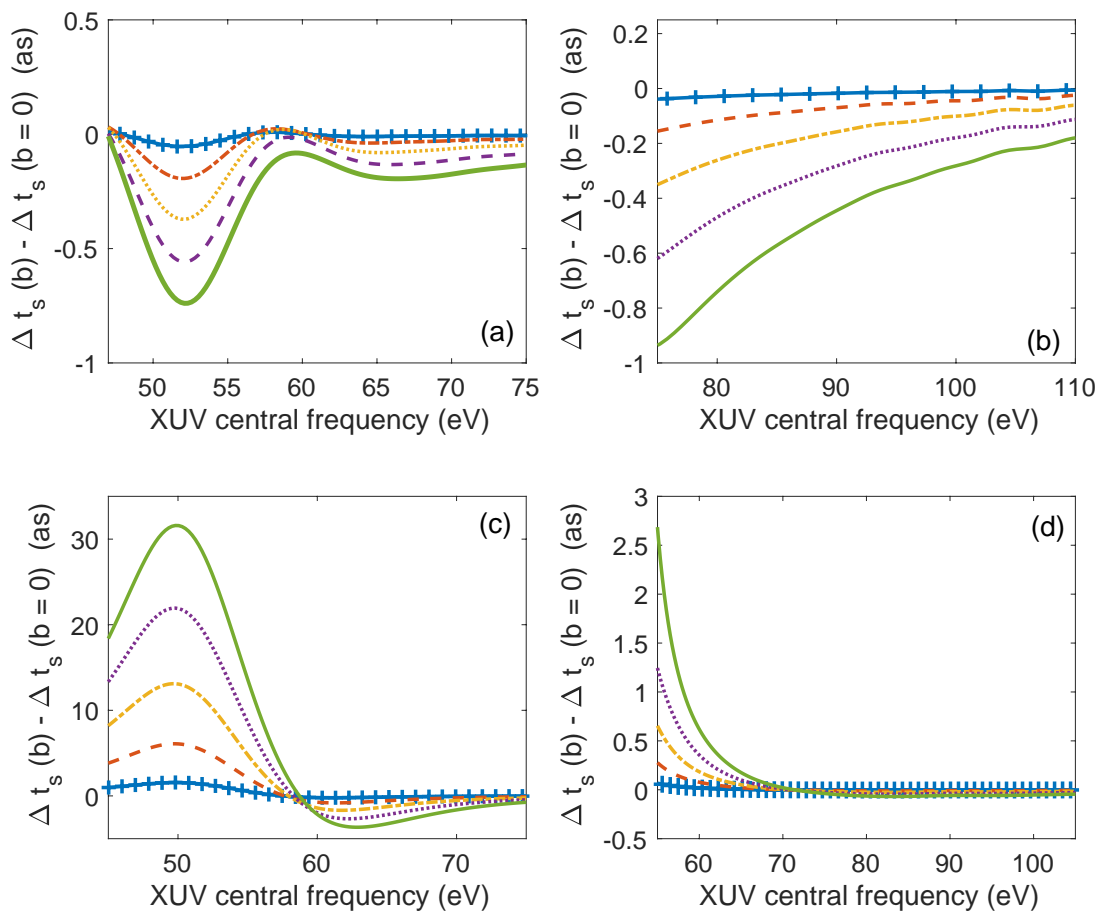 0.5
0
-0.5
-1
50 55 60 65 70 75
XUV central frequency (eV)
Δ t_s (b) - Δ t_s (b = 0) (as)
(a)
0.2
0
-0.2
-0.4
-0.6
-0.8
-1
80 90 100 110
XUV central frequency (eV)
Δ t_s (b) - Δ t_s (b = 0) (as)
(b)
30
20
10
0
50 60 70
XUV central frequency (eV)
Δ t_s (b) - Δ t_s (b = 0) (as)
(c)
3
2.5
2
1.5
1
0.5
0
-0.5
60 70 80 90 100
XUV central frequency (eV)
Δ t_s (b) - Δ t_s (b = 0) (as)
(d)